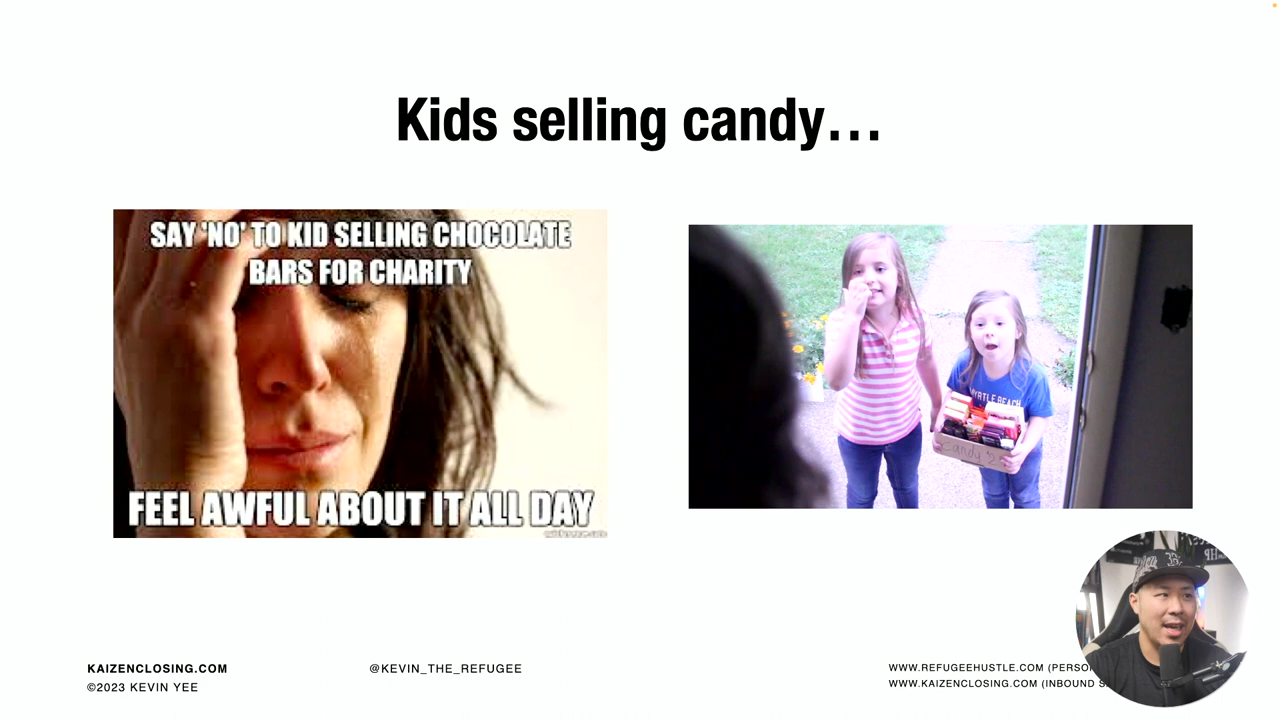 Kids selling candy...
SAY 'NO' TO KID SELLING CHOCOLATE
BARS FOR CHARITY
FEEL AWFUL ABOUT IT ALL DAY
MYRTLE BEACH
Candy
KAIZENCLOSING.COM
©2023 KEVIN YEE
@KEVIN_THE_REFUGEE
WWW.REFUGEEHUSTLE.COM
WWW.KAIZENCLOSING.COM (INBOUND